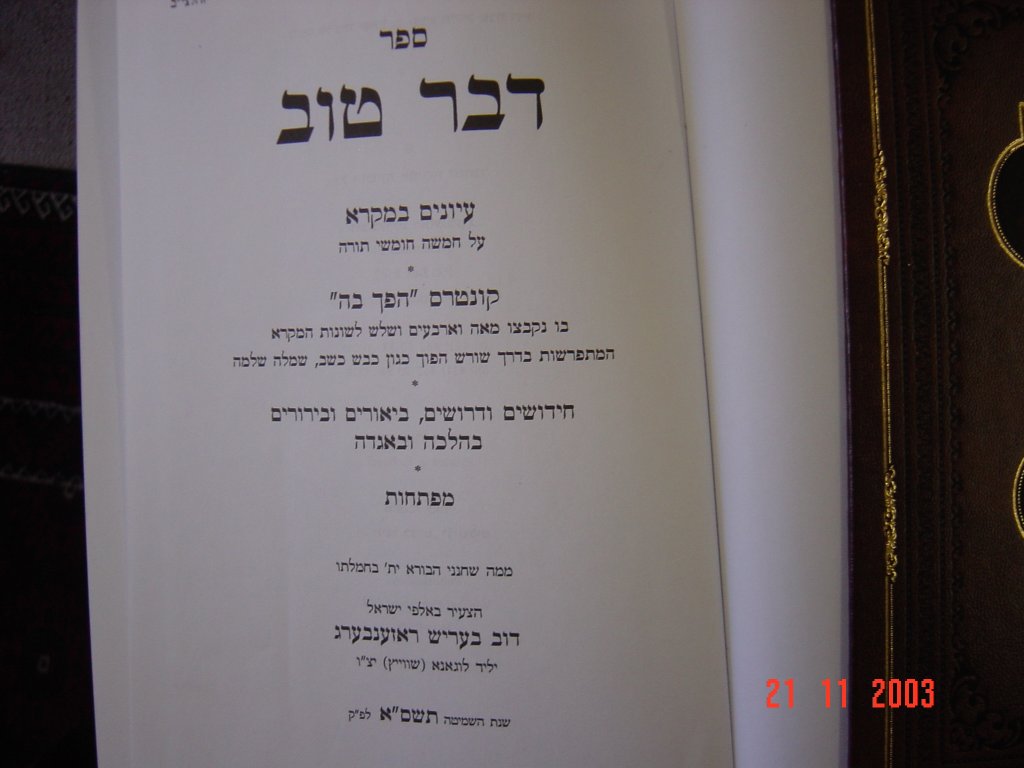 ספר
דבר טוב
עיונים במקרא
על חמשה חומשי תורה
*
קונטרס "הפך בה"
בו נקבצו מאה וארבעים ושלש לשונות המקרא
המתפרשות בדרך שורש הפוך כגון כבש כשב, שמלה שלמה
*
חידושים ודרושים, ביאורים ובירורים
בהלכה ובאגדה
*
מפתחות
ממה שחנני הבורא ית' בחמלתו
הצעיר באלפי ישראל
דוב בעריש ראזענבערג
יליד לוגאנא (שווייץ) יצ"ו
שנת השמיטה תשס"א לפ"ק
21 11 2003